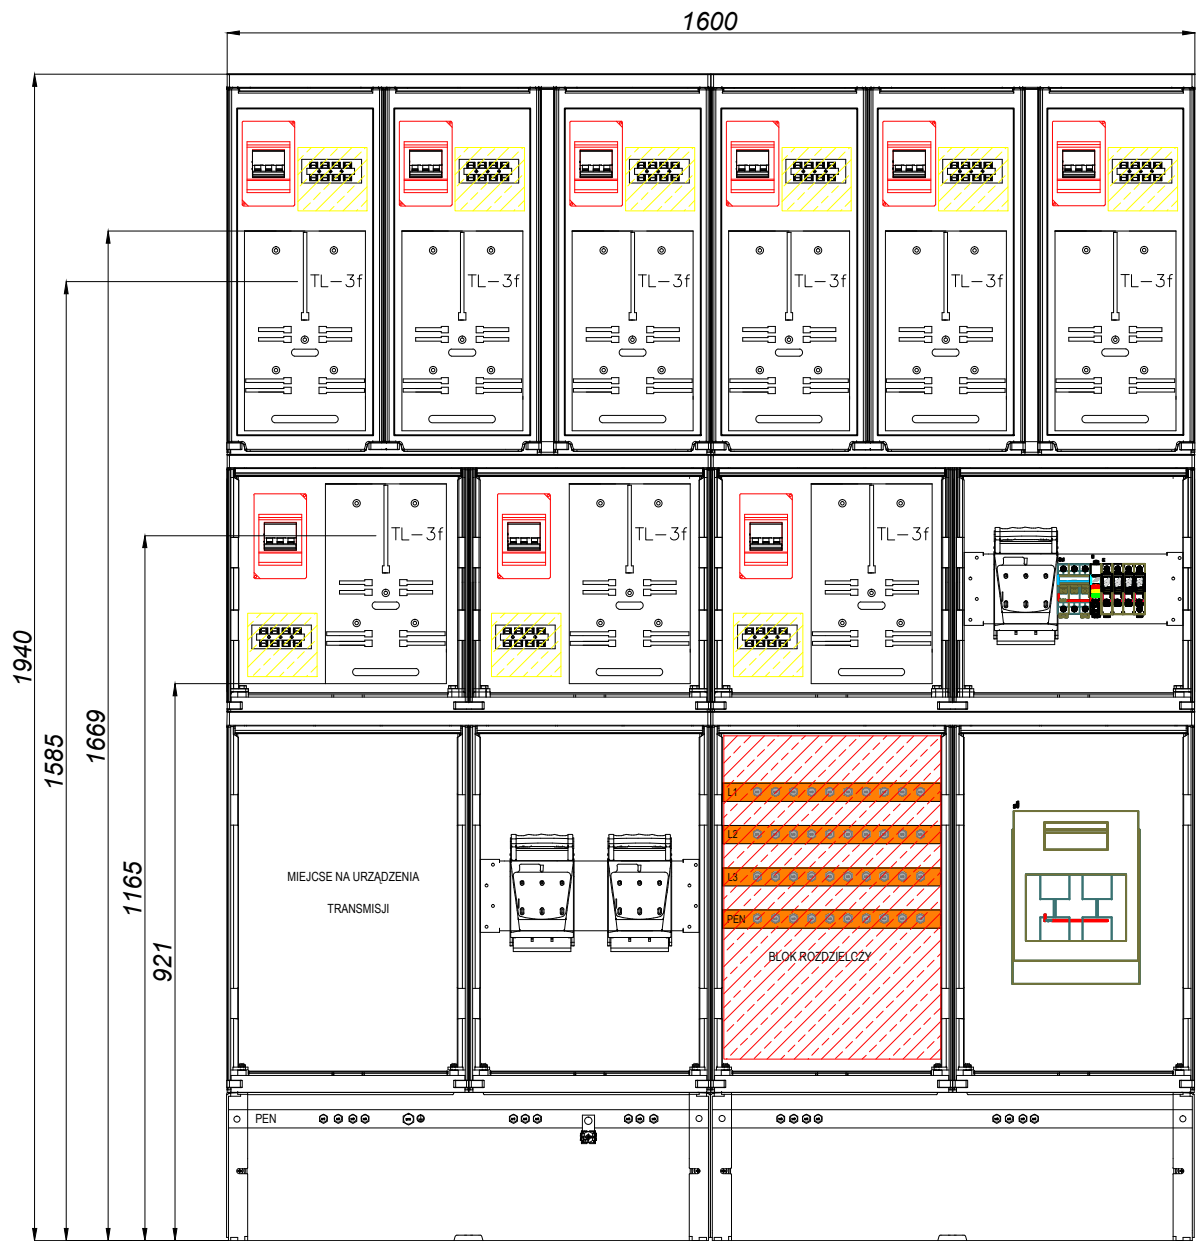 1600
TL-3f
TL-3f
TL-3f
TL-3f
TL-3f
TL-3f
TL-3f
TL-3f
TL-3f
1940
1585
1669
1165
921
L1
L2
L3
PEN
MIEJCSE NA URZĄDZENIA
TRANSMISJI
BLOK ROZDZIELCZY
PEN